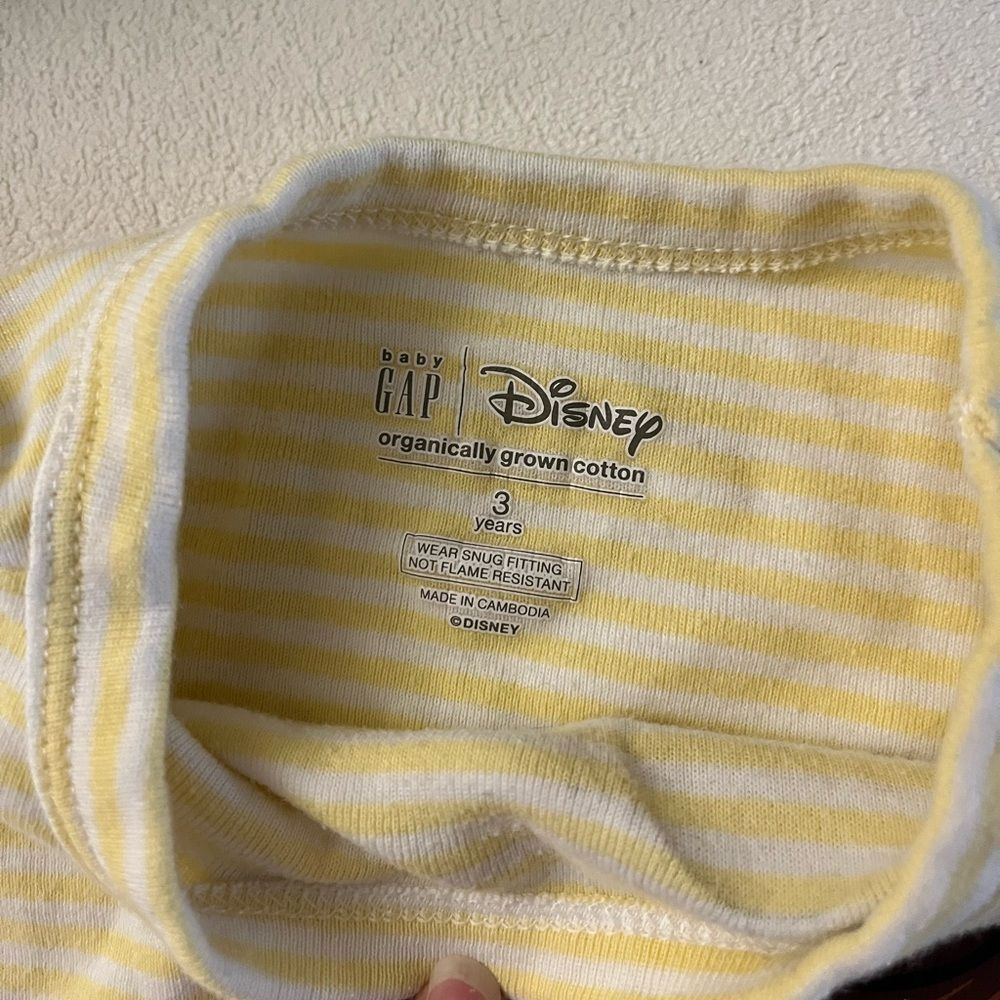 baby
GAP | Disney
organically grown cotton
3
years
WEAR SNUG FITTING
NOT FLAME RESISTANT
MADE IN CAMBODIA
©DISNEY